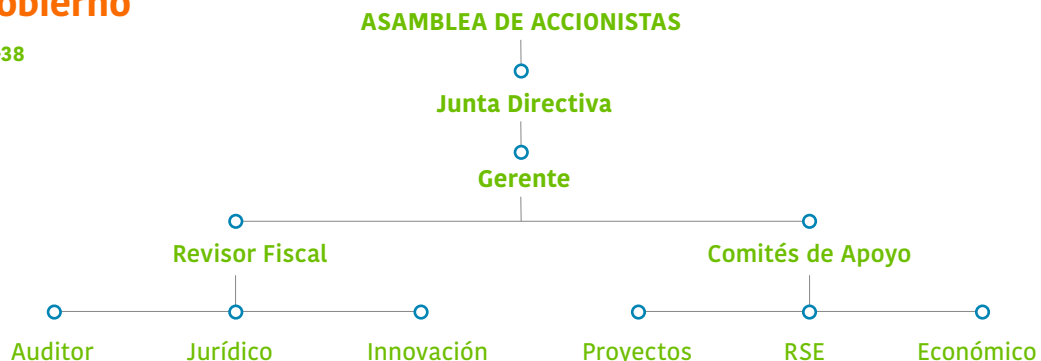 obierno
38
ASAMBLEA DE ACCIONISTAS
Junta Directiva
Gerente
Revisor Fiscal
Comités de Apoyo
Auditor
Jurídico
Innovación
Proyectos
RSE
Económico